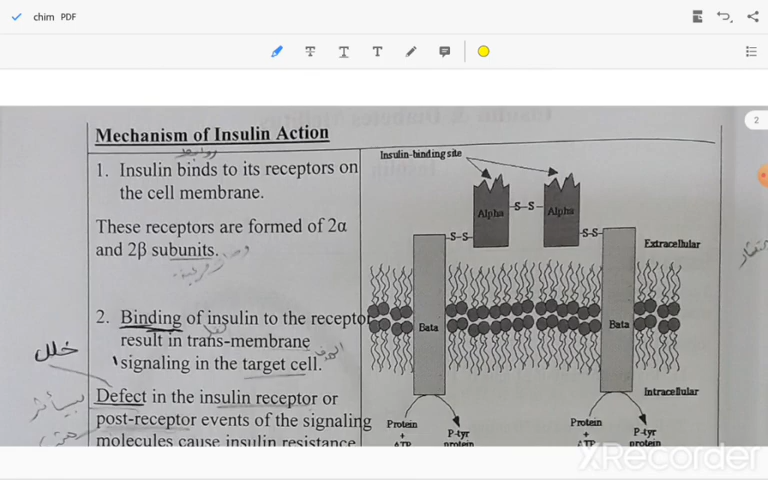 chim PDF
2
Mechanism of Insulin Action
1. Insulin binds to its receptors on
the cell membrane.
These receptors are formed of 2α
and 2β subunits.
2. Binding of insulin to the receptor
result in trans-membrane
signaling in the target cell.
خلل
Defect in the insulin receptor or
post-receptor events of the signaling
molecules cause insulin resistance
Insulin-binding site
Alpha
-S-S-
Alpha
-S-S-
-S-S-
Extracellular
Bata
Bata
Intracellular
Protein
+
ATP
P-tyr
protein
Protein
+
ATP
P-tyr
protein
XRecorder